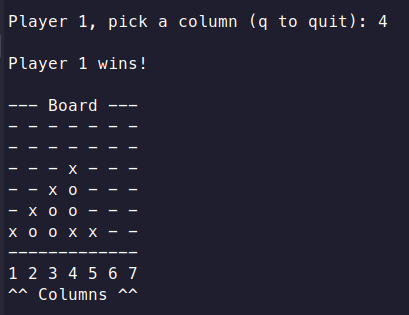 Player 1, pick a column (q to quit): 4
Player 1 wins!
--- Board ---
- - - - - - -
- - - - - - -
- - - x - - -
- - x o - - -
- x o o - - -
x o o x x - -
-------------
1 2 3 4 5 6 7
^^ Columns ^^